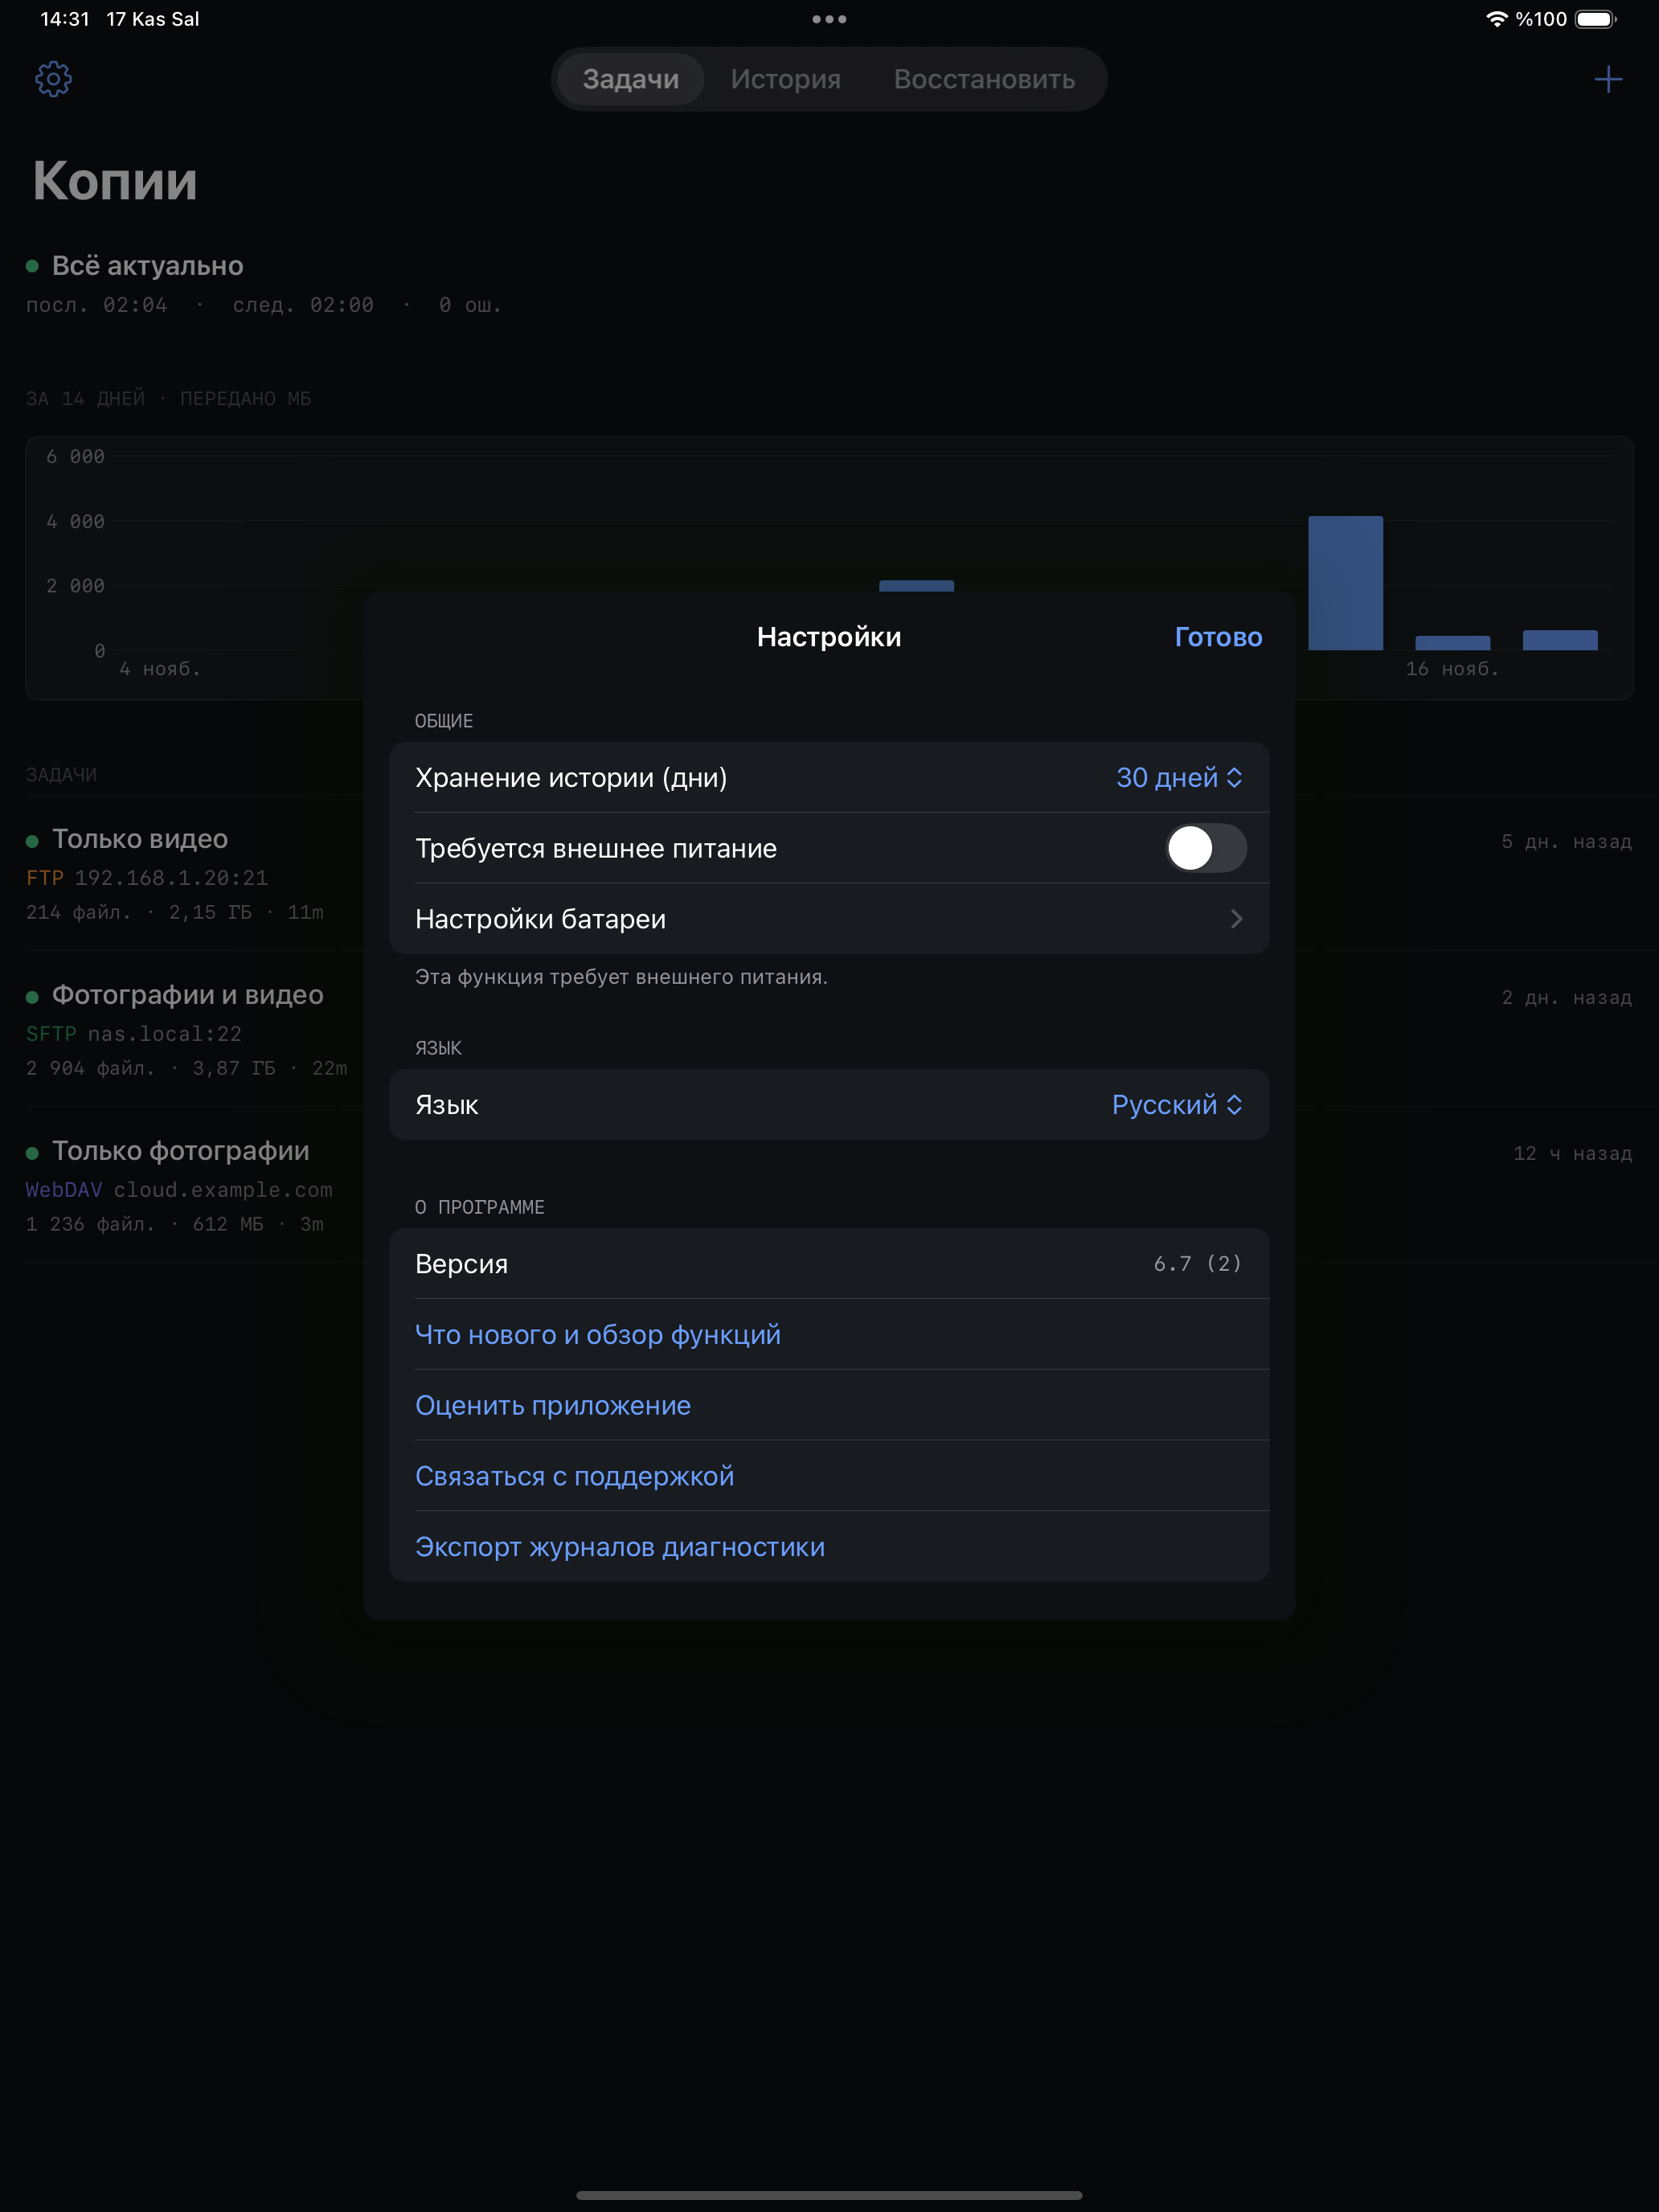 14:31 17 Kas Sal
%100
Задачи История Восстановить
Копии
Всё актуально
посл. 02:04 · след. 02:00 · 0 ош.
ЗА 14 ДНЕЙ · ПЕРЕДАНО МБ
6 000
4 000
2 000
0
4 нояб.
16 нояб.
ЗАДАЧИ
Только видео
5 дн. назад
FTP 192.168.1.20:21
214 файл. · 2,15 ГБ · 11m
Фотографии и видео
2 дн. назад
SFTP nas.local:22
2 904 файл. · 3,87 ГБ · 22m
Только фотографии
12 ч назад
WebDAV cloud.example.com
1 236 файл. · 612 МБ · 3m
Настройки
Готово
ОБЩИЕ
Хранение истории (дни) 30 дней
Требуется внешнее питание
Настройки батареи
Эта функция требует внешнего питания.
ЯЗЫК
Язык Русский
О ПРОГРАММЕ
Версия 6.7 (2)
Что нового и обзор функций
Оценить приложение
Связаться с поддержкой
Экспорт журналов диагностики